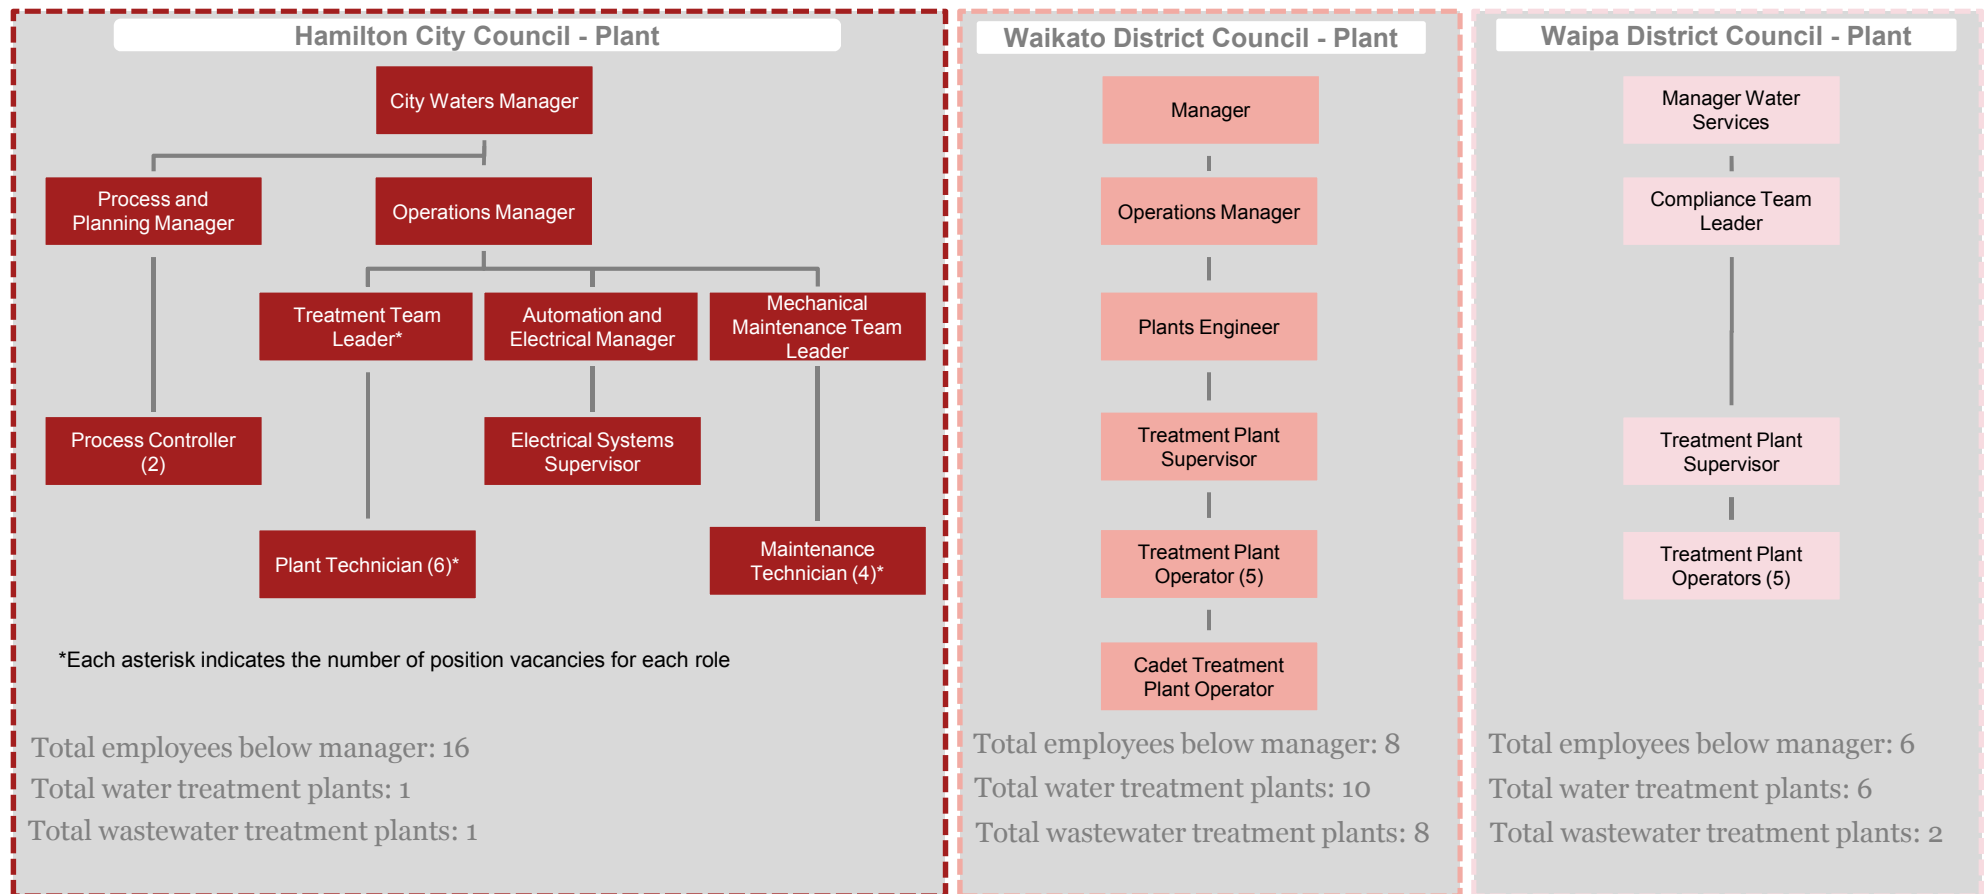 Hamilton City Council - Plant
City Waters Manager
Process and
Planning Manager
Operations Manager
Treatment Team
Leader*
Automation and
Electrical Manager
Mechanical
Maintenance Team
Leader
Process Controller
(2)
Electrical Systems
Supervisor
Plant Technician (6)*
Maintenance
Technician (4)*
*Each asterisk indicates the number of position vacancies for each role
Total employees below manager: 16
Total water treatment plants: 1
Total wastewater treatment plants: 1
Waikato District Council - Plant
Manager
Operations Manager
Plants Engineer
Treatment Plant
Supervisor
Treatment Plant
Operator (5)
Cadet Treatment
Plant Operator
Total employees below manager: 8
Total water treatment plants: 10
Total wastewater treatment plants: 8
Waipa District Council - Plant
Manager Water
Services
Compliance Team
Leader
Treatment Plant
Supervisor
Treatment Plant
Operators (5)
Total employees below manager: 6
Total water treatment plants: 6
Total wastewater treatment plants: 2